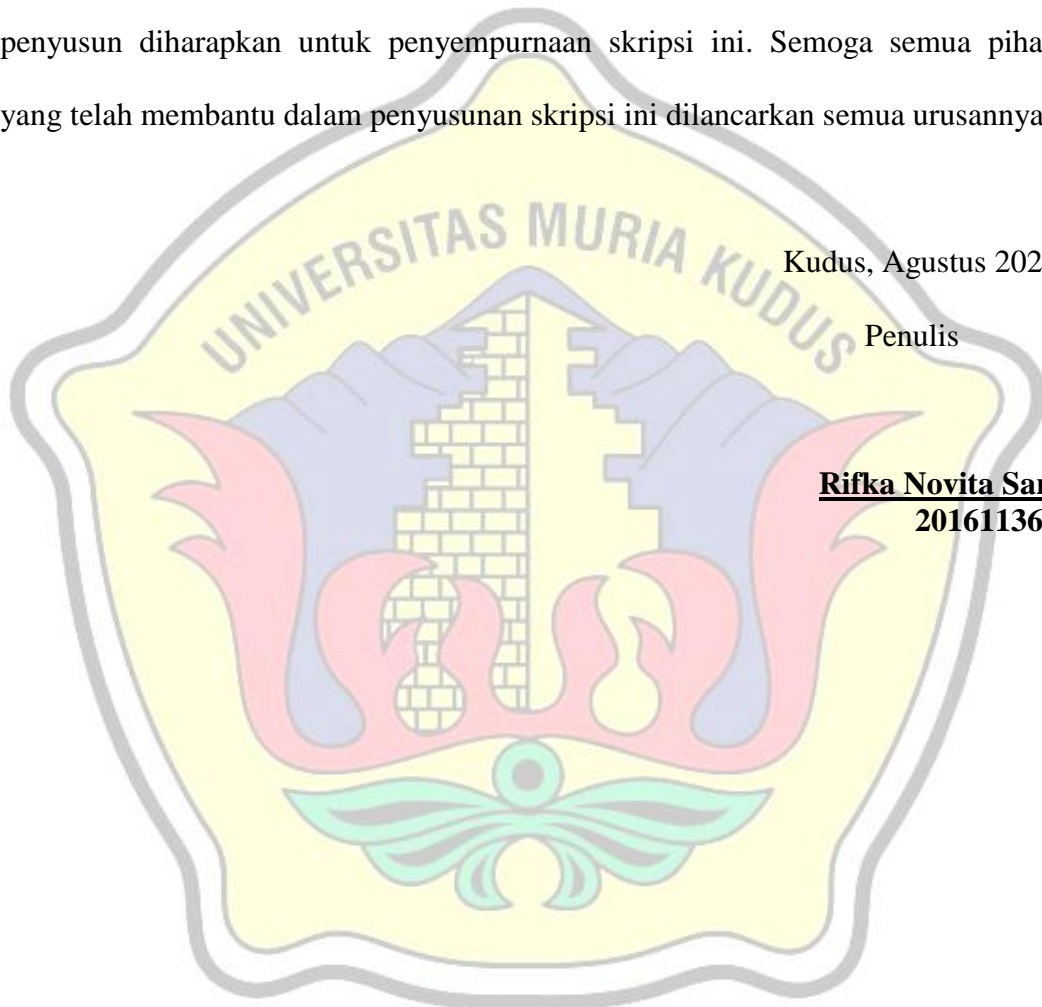 penyusun diharapkan untuk penyempurnaan skripsi ini. Semoga semua piha
yang telah membantu dalam penyusunan skripsi ini dilancarkan semua urusannya
UNIVERSITAS MURIA KUDUS
Kudus, Agustus 202
Penulis
Rifka Novita Sar
20161136